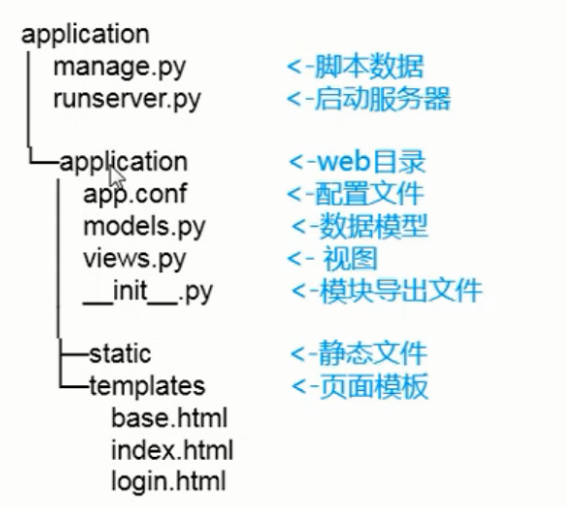 application
manage.py <-脚本数据
runserver.py <-启动服务器
application <-web目录
app.conf <-配置文件
models.py <-数据模型
views.py <- 视图
__init__.py <-模块导出文件
static <-静态文件
templates <-页面模板
base.html
index.html
login.html